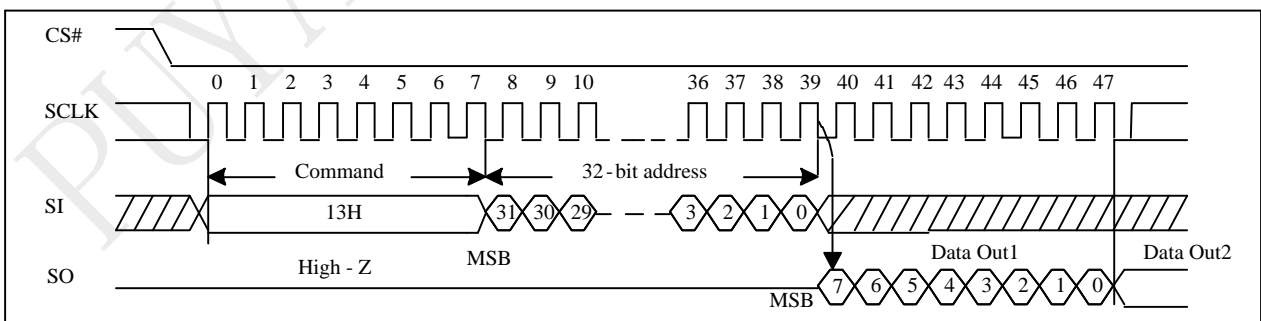 CS#
0 1 2 3 4 5 6 7 8 9 10 36 37 38 39 40 41 42 43 44 45 46 47
SCLK
Command 32-bit address
SI 13H 31 30 29 3 2 1 0
MSB Data Out1 Data Out2
High - Z
SO
MSB 7 6 5 4 3 2 1 0
PUYA